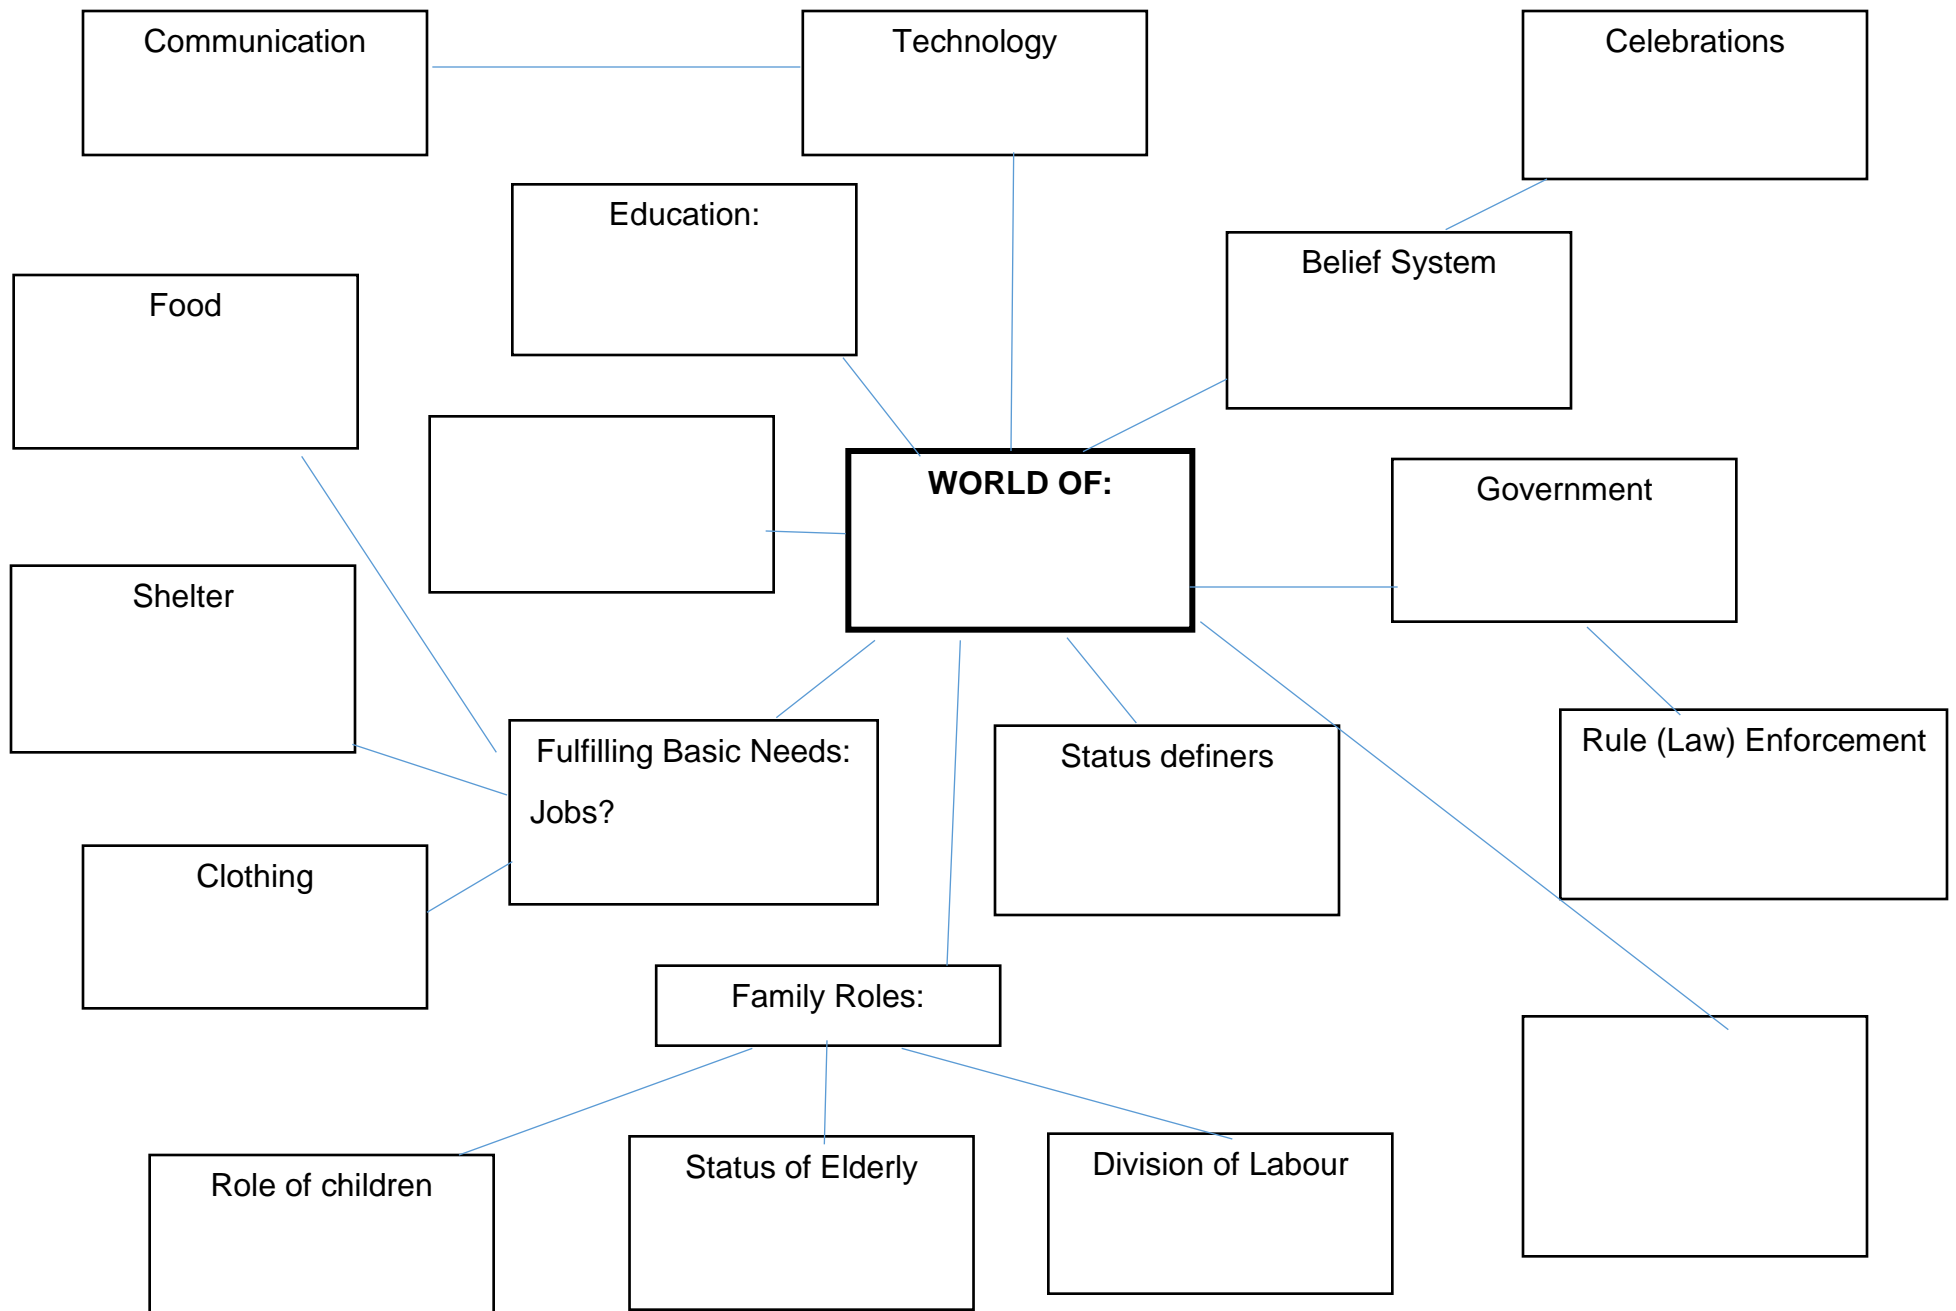 Communication
Technology
Celebrations
Education:
Belief System
Food
WORLD OF:
Government
Shelter
Fulfilling Basic Needs:
Jobs?
Status definers
Rule (Law) Enforcement
Clothing
Family Roles:
Role of children
Status of Elderly
Division of Labour